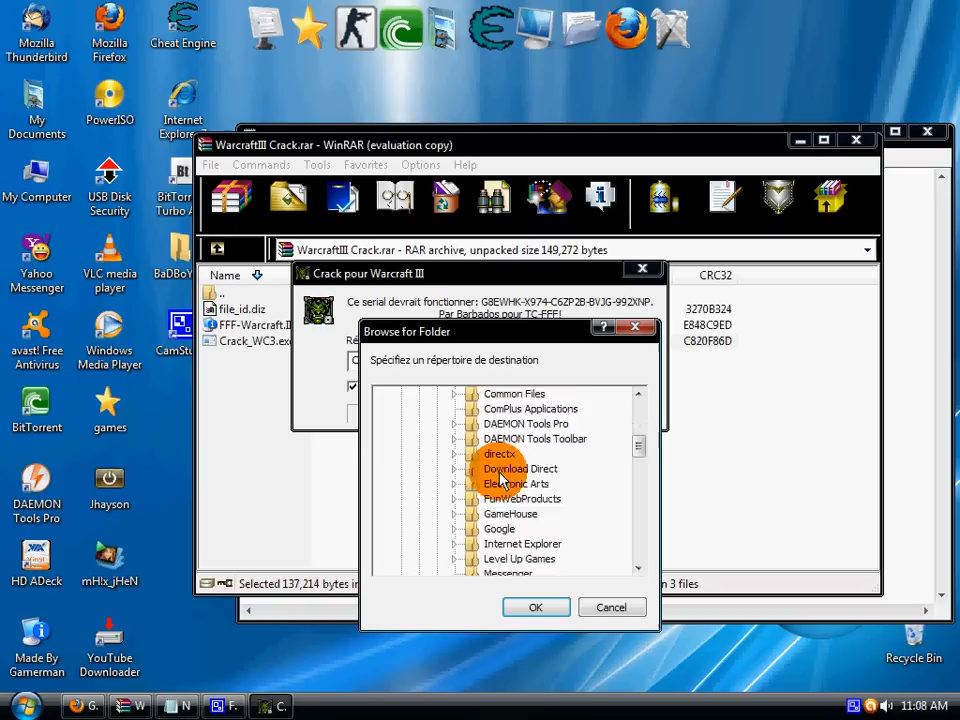 Mozilla Thunderbird
Mozilla Firefox
Cheat Engine
My Documents
PowerISO
Internet Explore
My Computer
USB Disk Security
BitTor
Turbo A
Yahoo Messenger
VLC media player
BaDBoY
avast! Free Antivirus
Windows Media Player
CamStu
BitTorrent
games
DAEMON Tools Pro
Jhayson
HD ADeck
mH!x_jHeN
Made By Gamerman
YouTube Downloader
Recycle Bin
WarcraftIII Crack.rar - WinRAR (evaluation copy)
File Commands Tools Favorites Options Help
WarcraftIII Crack.rar - RAR archive, unpacked size 149,272 bytes
Name CRC32
..
file_id.diz 3270B324
FFF-Warcraft.II E848C9ED
Crack_WC3.exe C820F86D
Crack pour Warcraft III
Ce serial devrait fonctionner: G8EWHK-X974-C6ZP2B-BVJG-992XNP.
Par Barbados pour TC-FFF!
Browse for Folder
Spécifiez un répertoire de destination
Common Files
ComPlus Applications
DAEMON Tools Pro
DAEMON Tools Toolbar
directx
Download Direct
Electronic Arts
FunWebProducts
GameHouse
Google
Internet Explorer
Level Up Games
Messenger
OK Cancel
Selected 137,214 bytes in
n 3 files
G. W N F. C. 11:08 AM